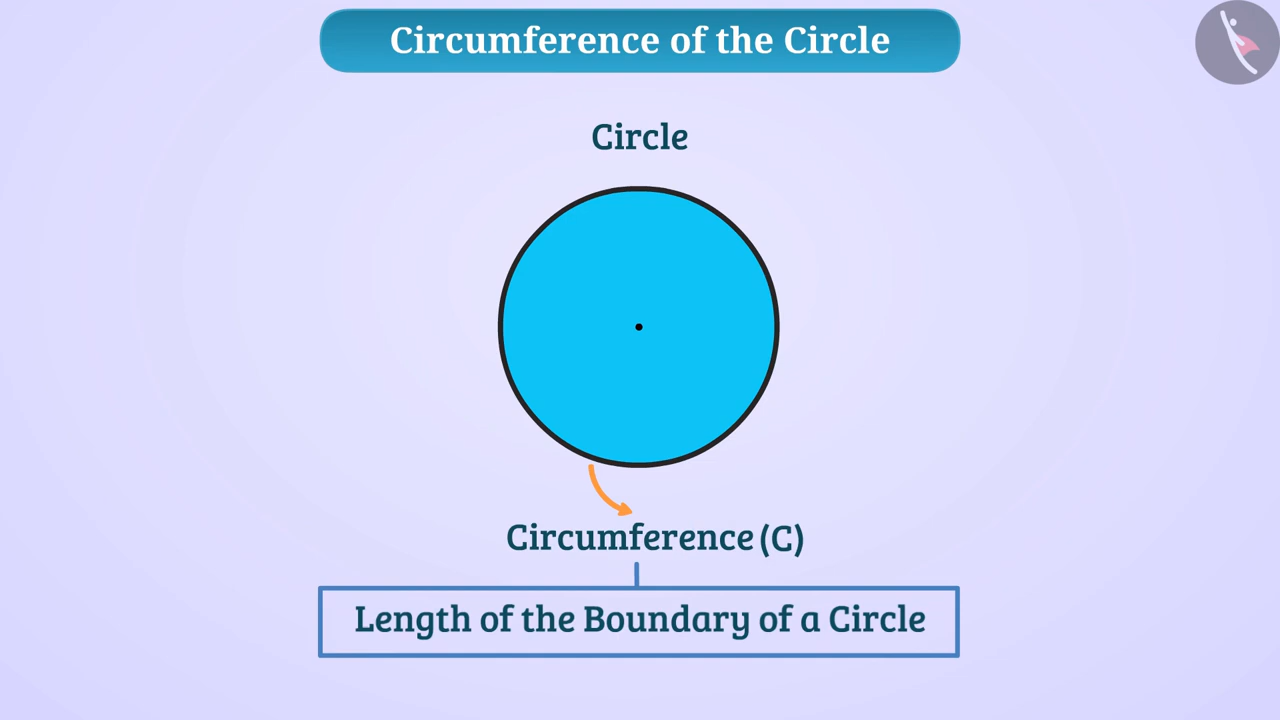 Circumference of the Circle
Circle
Circumference (C)
Length of the Boundary of a Circle